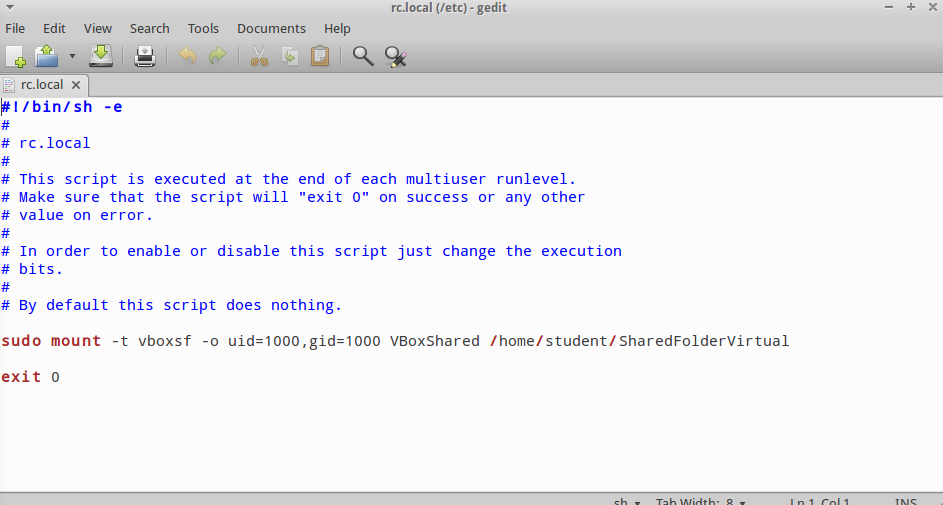 rc.local (/etc) - gedit
File Edit View Search Tools Documents Help
rc.local
#!/bin/sh -e
#
# rc.local
#
# This script is executed at the end of each multiuser runlevel.
# Make sure that the script will "exit 0" on success or any other
# value on error.
#
# In order to enable or disable this script just change the execution
# bits.
#
# By default this script does nothing.
sudo mount -t vboxsf -o uid=1000,gid=1000 VBoxShared /home/student/SharedFolderVirtual
exit 0
sh Tab Width: 8 Ln 1, Col 1 INS